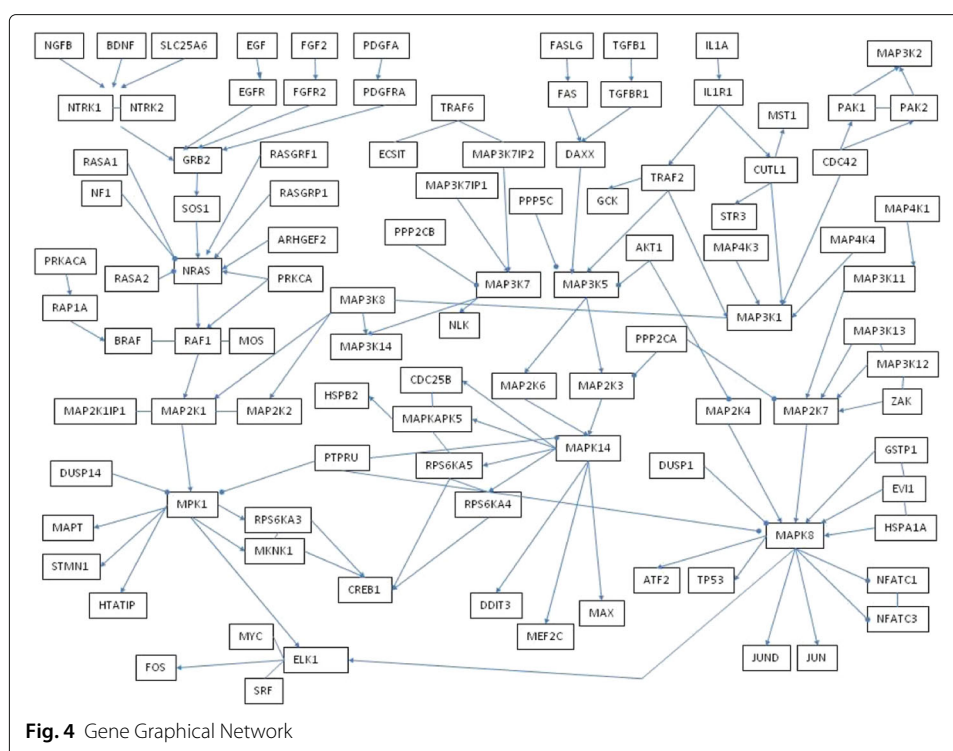 NGFB
BDNF
SLC25A6
EGF
FGF2
PDGFA
FASLG
TGFB1
IL1A
MAP3K2
NTRK1
NTRK2
EGFR
FGFR2
PDGFRA
TRAF6
FAS
TGFBR1
IL1R1
PAK1
PAK2
MST1
RASA1
GRB2
RASGRF1
ECSIT
MAP3K7IP2
DAXX
TRAF2
CUTL1
CDC42
NF1
SOS1
RASGRP1
MAP3K7IP1
PPP5C
GCK
STR3
MAP4K1
PPP2CB
AKT1
MAP4K3
MAP4K4
ARHGEF2
PRKACA
RASA2
NRAS
PRKCA
MAP3K7
MAP3K5
MAP3K11
RAP1A
MAP3K8
NLK
MAP3K1
BRAF
RAF1
MOS
MAP3K14
PPP2CA
MAP3K13
MAP3K12
CDC25B
MAP2K6
MAP2K3
HSPB2
MAP2K1IP1
MAP2K1
MAP2K2
MAPKAPK5
MAP2K4
MAP2K7
ZAK
MAPK14
DUSP14
PTPRU
RPS6KA5
DUSP1
GSTP1
MPK1
RPS6KA4
EVI1
MAPT
RPS6KA3
HSPA1A
MKNK1
MAPK8
STMN1
CREB1
ATF2
TP53
NFATC1
HTATIP
DDIT3
MAX
NFATC3
MEF2C
MYC
ELK1
FOS
JUND
JUN
SRF
Fig. 4 Gene Graphical Network